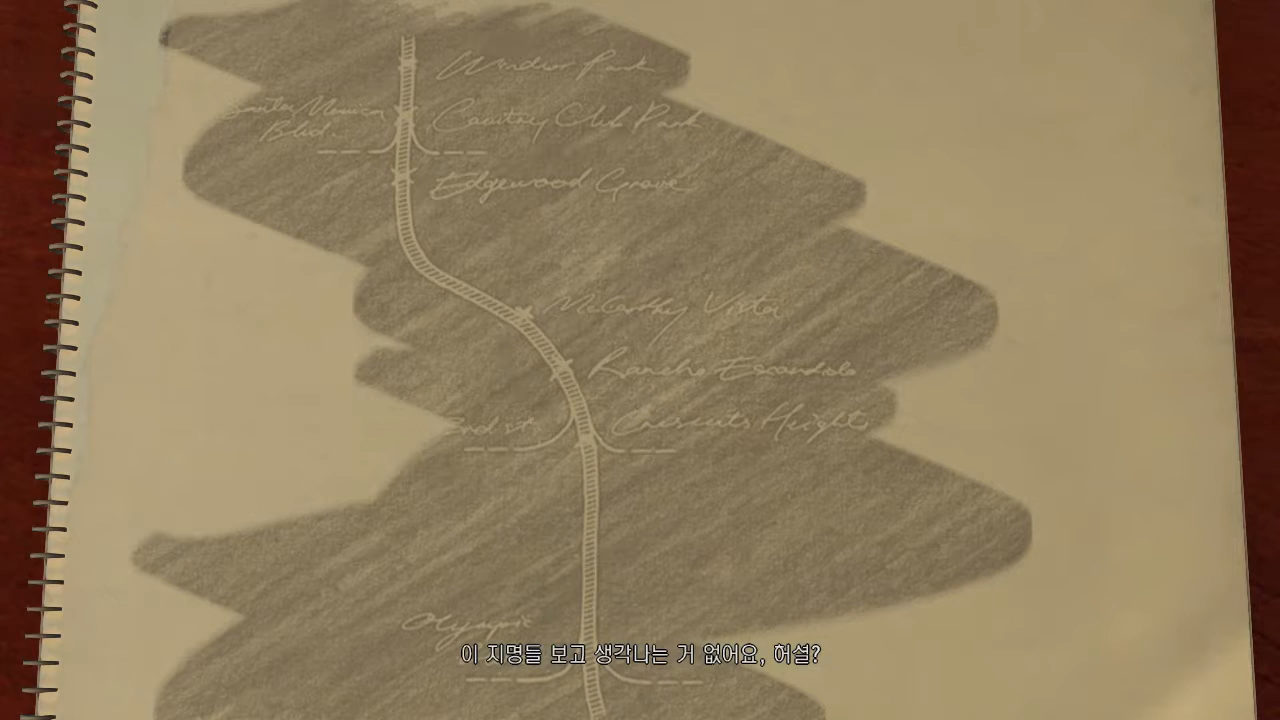 Windsor Park
Santa Monica
Blvd.
Country Club Park
Edgewood Grove
McCarthy Vista
Rancho Escondido
2nd st.
Crescents Heights
Olympic
이 지명들 보고 생각나는 거 없어요, 허셜?